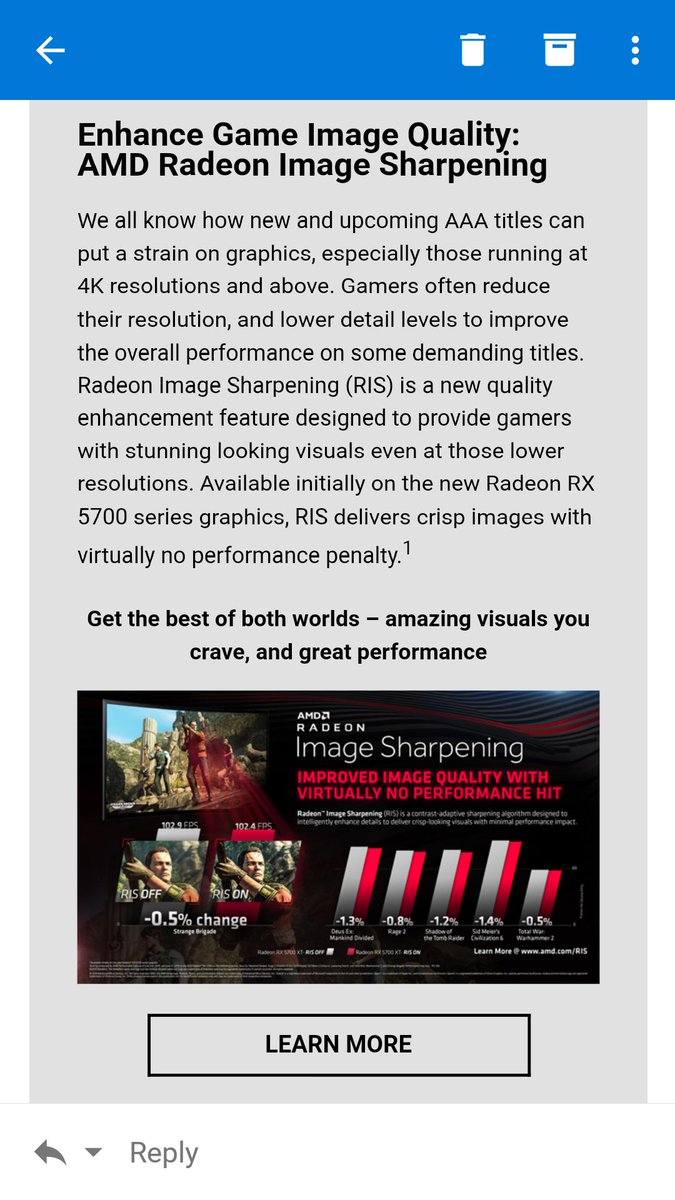 Enhance Game Image Quality:
AMD Radeon Image Sharpening
We all know how new and upcoming AAA titles can
put a strain on graphics, especially those running at
4K resolutions and above. Gamers often reduce
their resolution, and lower detail levels to improve
the overall performance on some demanding titles.
Radeon Image Sharpening (RIS) is a new quality
enhancement feature designed to provide gamers
with stunning looking visuals even at those lower
resolutions. Available initially on the new Radeon RX
5700 series graphics, RIS delivers crisp images with
virtually no performance penalty.1
Get the best of both worlds – amazing visuals you
crave, and great performance
AMD
RADEON
Image Sharpening
IMPROVED IMAGE QUALITY WITH
VIRTUALLY NO PERFORMANCE HIT
Radeon™ Image Sharpening (RIS) is a contrast-adaptive sharpening algorithm designed to
intelligently enhance details to deliver crisp-looking visuals with minimal performance impact.
102.9 FPS 102.4 FPS
RIS OFF RIS ON
-0.5% change
Strange Brigade
-1.3% -0.8% -1.2% -1.4% -0.5%
Deus Ex: Mankind Divided
Rage 2
Shadow of the Tomb Raider
Sid Meier's Civilization 6
Total War: Warhammer 2
Radeon RX 5700 XT- RIS OFF Radeon RX 5700 XT- RIS ON
Learn More @ www.amd.com/RIS
LEARN MORE
Reply